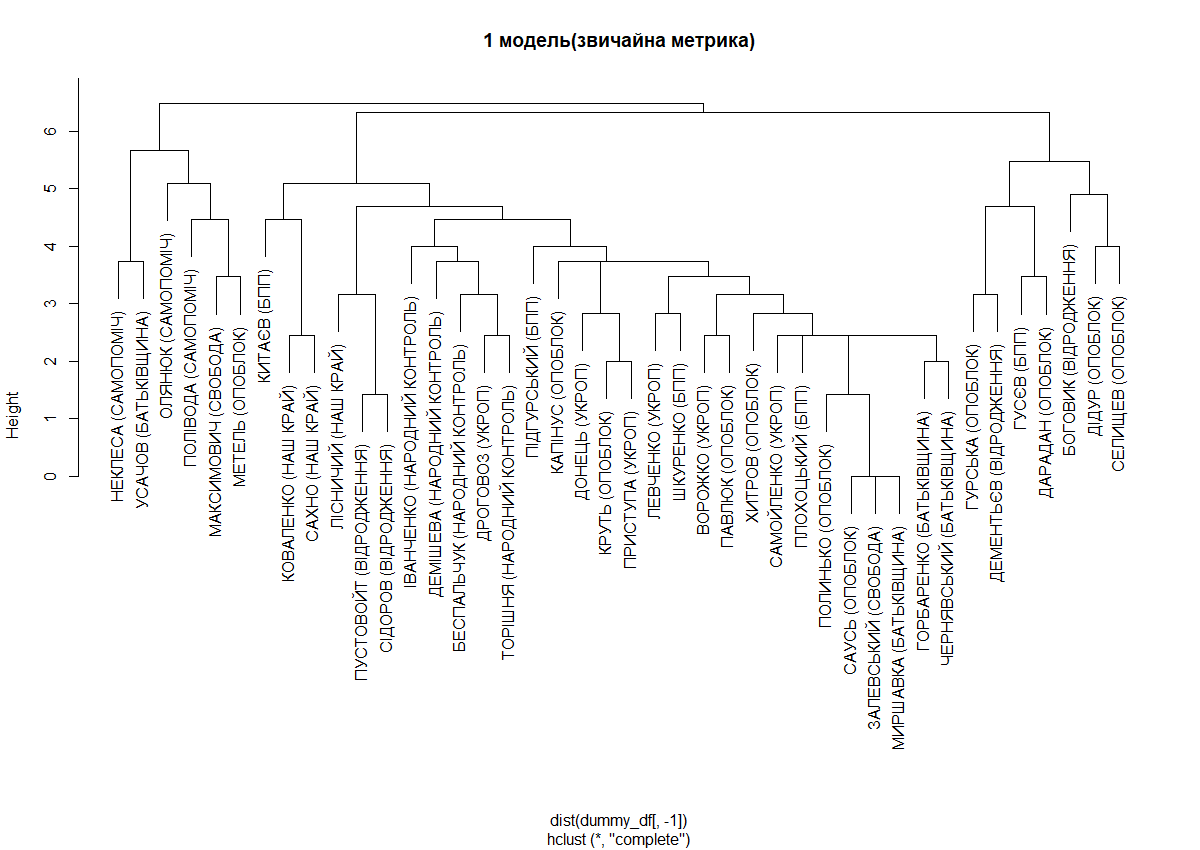 1 модель(звичайна метрика)
Height
6
5
4
3
2
1
0
НЕКЛЕСА (САМОПОМІЧ)
УСАЧОВ (БАТЬКІВЩИНА)
ОЛЯНЮК (САМОПОМІЧ)
ПОЛІВОДА (САМОПОМІЧ)
МАКСИМОВИЧ (СВОБОДА)
МЕТЕЛЬ (ОПОБЛОК)
КИТАЄВ (БПП)
КОВАЛЕНКО (НАШ КРАЙ)
САХНО (НАШ КРАЙ)
ЛІСНИЧИЙ (НАШ КРАЙ)
ПУСТОВОЙТ (ВІДРОДЖЕННЯ)
СІДОРОВ (ВІДРОДЖЕННЯ)
ІВАНЧЕНКО (НАРОДНИЙ КОНТРОЛЬ)
ДЕМІШЕВА (НАРОДНИЙ КОНТРОЛЬ)
БЕСПАЛЬЧУК (НАРОДНИЙ КОНТРОЛЬ)
ДРОГОВОЗ (УКРОП)
ТОРІШНЯ (НАРОДНИЙ КОНТРОЛЬ)
ПІДГУРСЬКИЙ (БПП)
КАПІНУС (ОПОБЛОК)
ДОНЕЦЬ (УКРОП)
КРУТЬ (ОПОБЛОК)
ПРИСТУПА (УКРОП)
ЛЕВЧЕНКО (УКРОП)
ШКУРЕНКО (БПП)
ВОРОЖКО (УКРОП)
ПАВЛЮК (ОПОБЛОК)
ХИТРОВ (ОПОБЛОК)
САМОЙЛЕНКО (УКРОП)
ПЛОХОЦЬКИЙ (БПП)
ПОЛИНЬКО (ОПОБЛОК)
САУСЬ (ОПОБЛОК)
ЗАЛЕВСЬКИЙ (СВОБОДА)
МИРШАВКА (БАТЬКІВЩИНА)
ГОРБАРЕНКО (БАТЬКІВЩИНА)
ЧЕРНЯВСЬКИЙ (БАТЬКІВЩИНА)
ГУРСЬКА (ОПОБЛОК)
ДЕМЕНТЬЄВ (ВІДРОДЖЕННЯ)
ГУСЄВ (БПП)
ДАРАДАН (ОПОБЛОК)
БОГОВИК (ВІДРОДЖЕННЯ)
ДІДУР (ОПОБЛОК)
СЕЛИЩЕВ (ОПОБЛОК)
dist(dummy_df[, -1])
hclust (*, "complete")